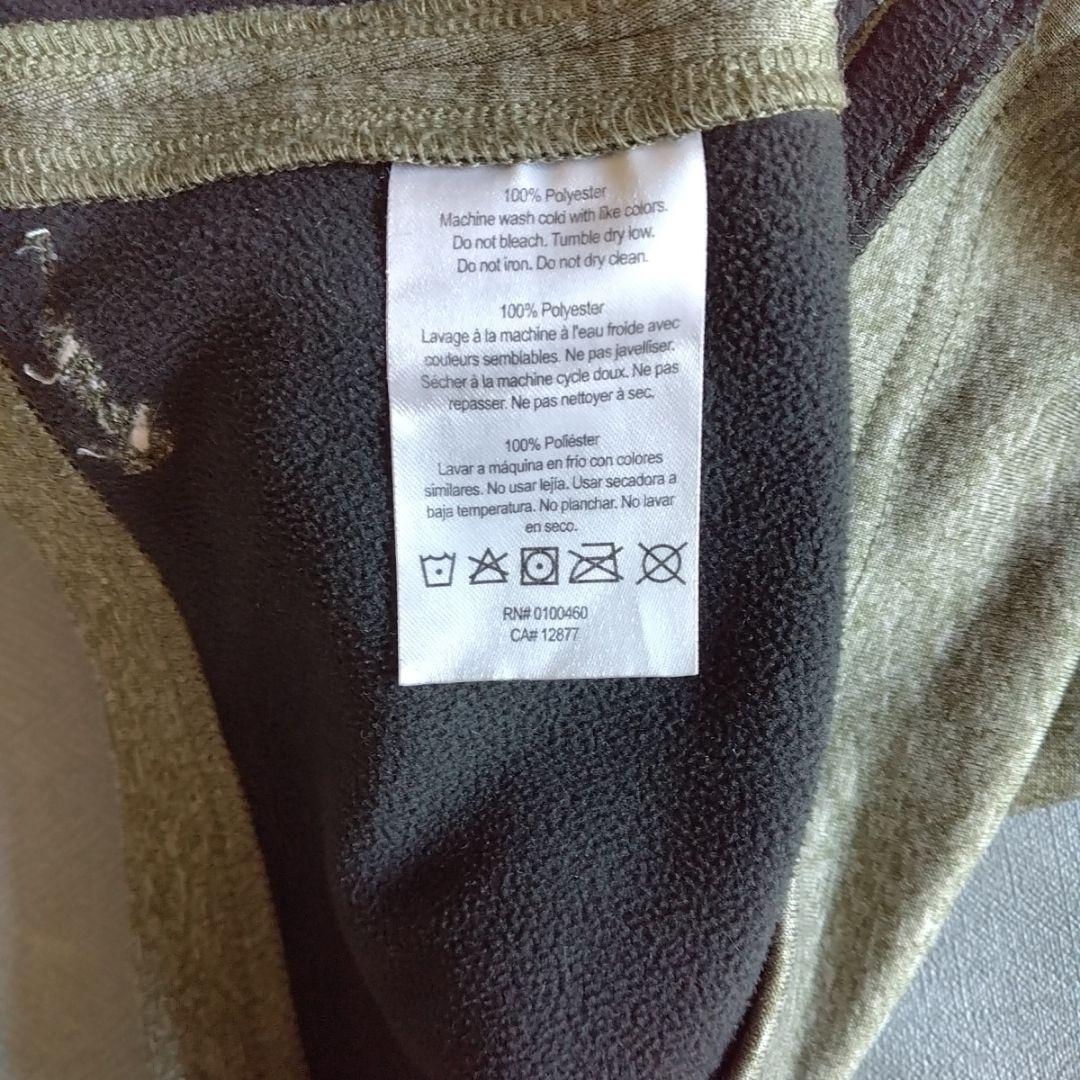 100% Polyester
Machine wash cold with like colors.
Do not bleach. Tumble dry low.
Do not iron. Do not dry clean.
100% Polyester
Lavage à la machine à l'eau froide avec
couleurs semblables. Ne pas javelliser.
Sécher à la machine cycle doux. Ne pas
repasser. Ne pas nettoyer à sec.
100% Poliéster
Lavar a máquina en frío con colores
similares. No usar lejía. Usar secadora a
baja temperatura. No planchar. No lavar
en seco.
RN# 0100460
CA# 12877